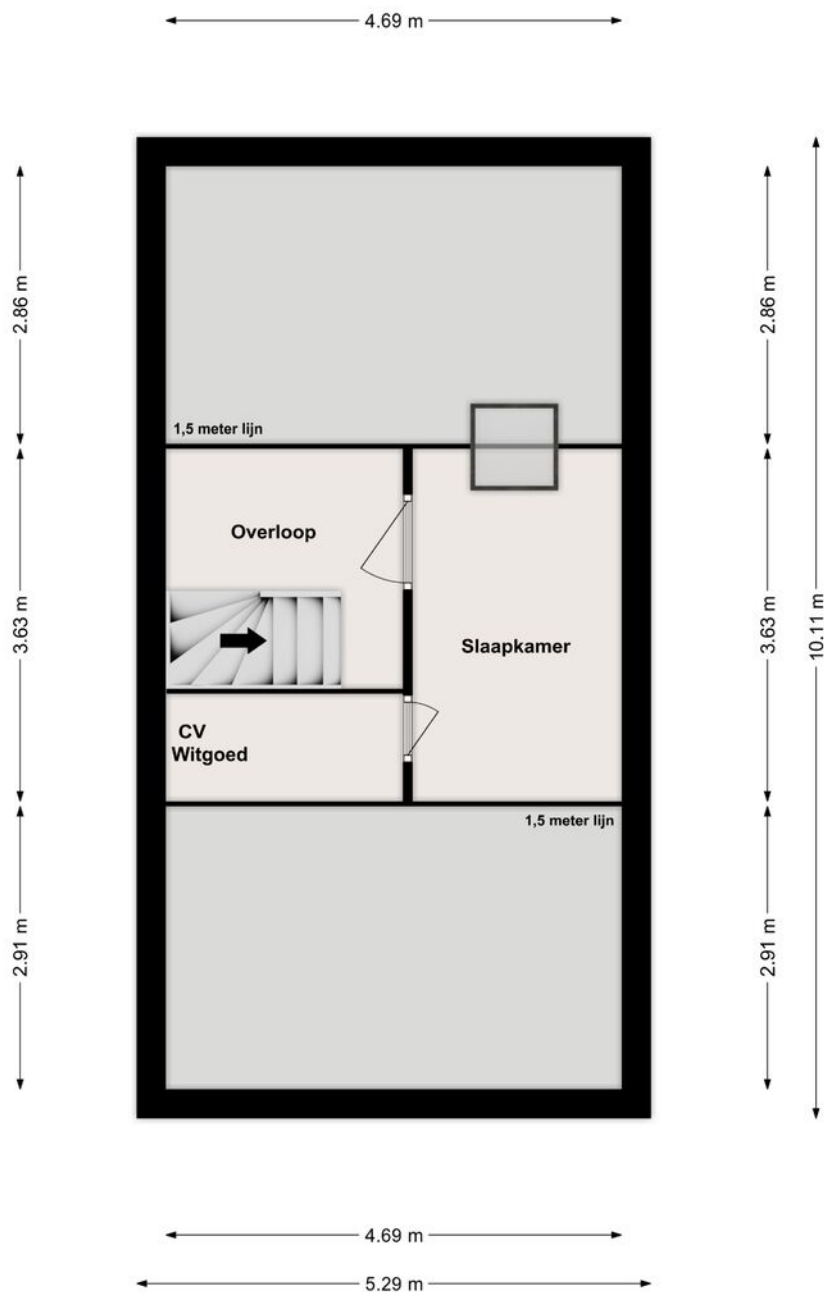 4.69 m
2.86 m
2.86 m
1,5 meter lijn
Overloop
3.63 m
3.63 m
10.11 m
Slaapkamer
CV
Witgoed
1,5 meter lijn
2.91 m
2.91 m
4.69 m
5.29 m